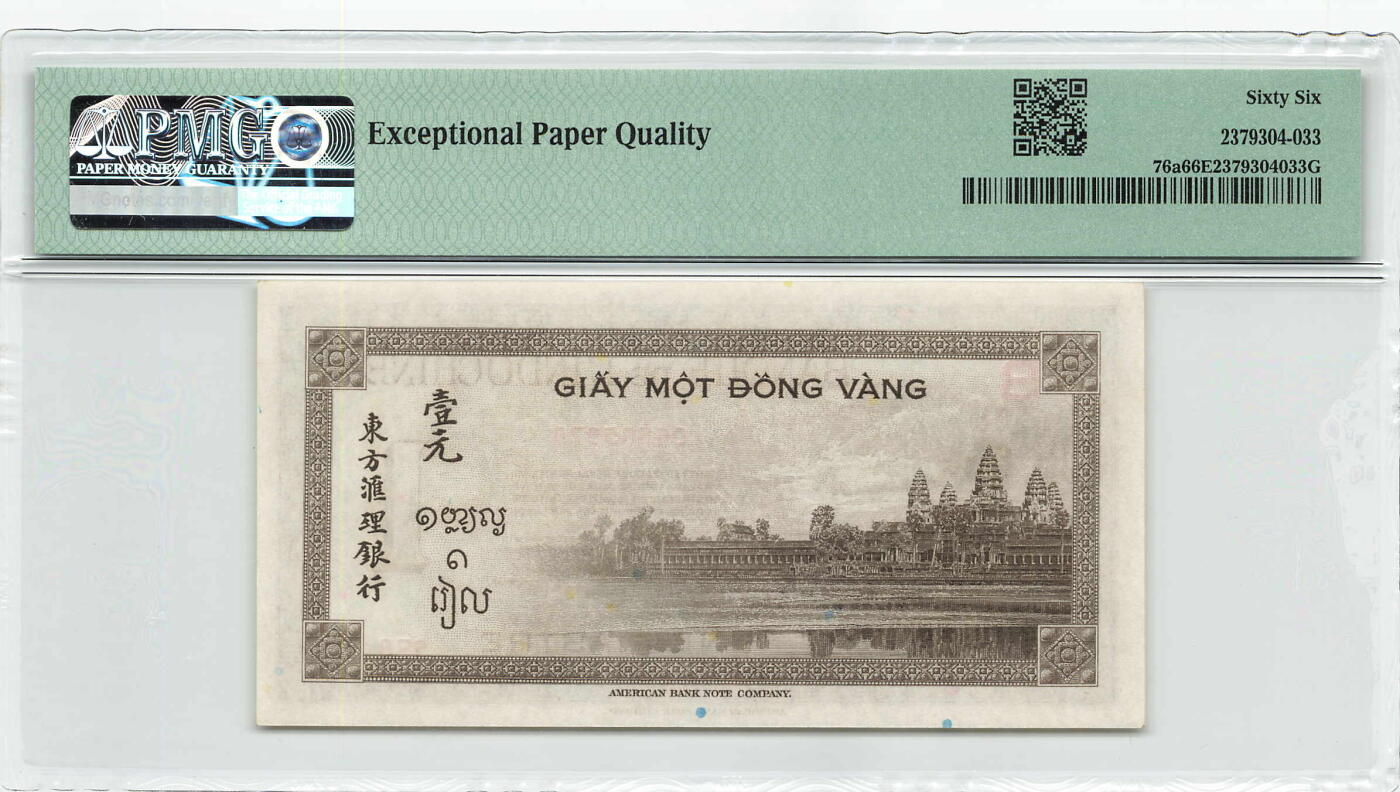 PMG
PAPER MONEY GUARANTY
Exceptional Paper Quality
Sixty Six
2379304-033
76a66E2379304033G
GIẤY MỘT ĐỒNG VÀNG
壹元
東方滙理銀行
១
រៀល
AMERICAN BANK NOTE COMPANY.